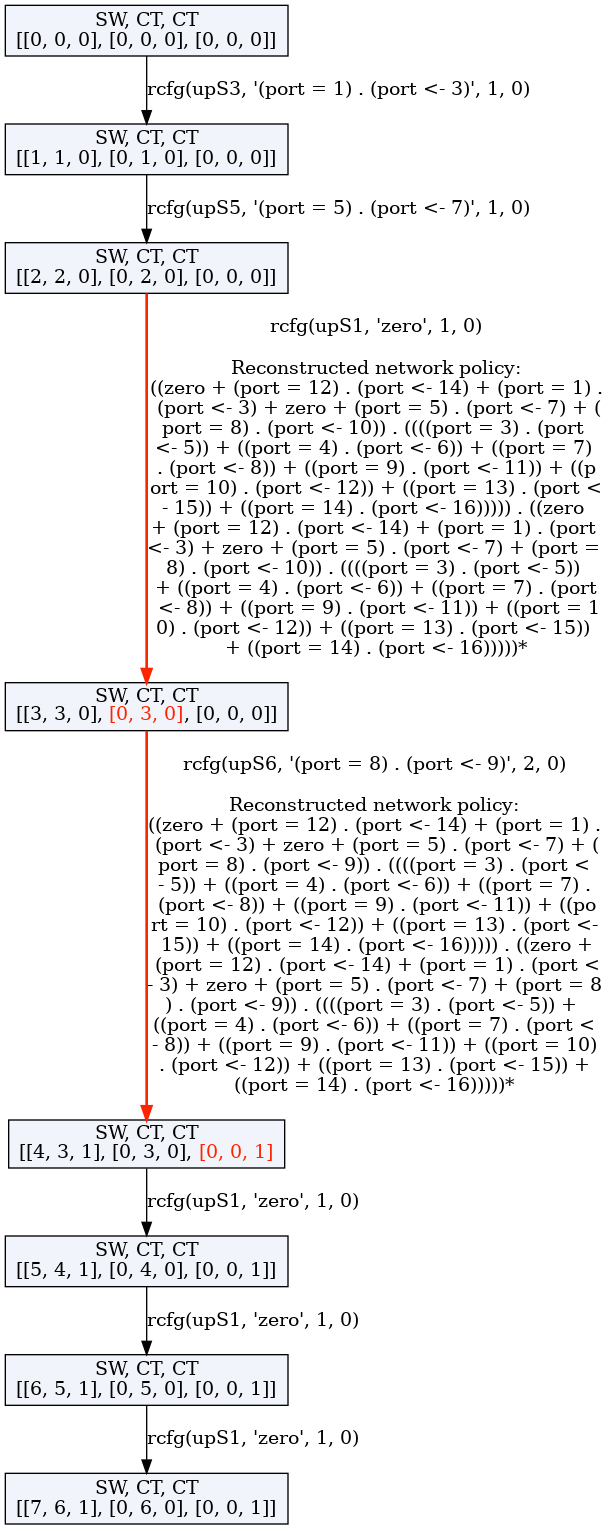 SW, CT, CT
[[0, 0, 0], [0, 0, 0], [0, 0, 0]]
rcfg(upS3, '(port = 1) . (port <- 3)', 1, 0)
SW, CT, CT
[[1, 1, 0], [0, 1, 0], [0, 0, 0]]
rcfg(upS5, '(port = 5) . (port <- 7)', 1, 0)
SW, CT, CT
[[2, 2, 0], [0, 2, 0], [0, 0, 0]]
rcfg(upS1, 'zero', 1, 0)
Reconstructed network policy:
((zero + (port = 12) . (port <- 14) + (port = 1) .
(port <- 3) + zero + (port = 5) . (port <- 7) + (
port = 8) . (port <- 10)) . ((((port = 3) . (port
<- 5)) + ((port = 4) . (port <- 6)) + ((port = 7)
. (port <- 8)) + ((port = 9) . (port <- 11)) + ((p
ort = 10) . (port <- 12)) + ((port = 13) . (port <
- 15)) + ((port = 14) . (port <- 16))))) . ((zero
+ (port = 12) . (port <- 14) + (port = 1) . (port
<- 3) + zero + (port = 5) . (port <- 7) + (port =
8) . (port <- 10)) . ((((port = 3) . (port <- 5))
+ ((port = 4) . (port <- 6)) + ((port = 7) . (port
<- 8)) + ((port = 9) . (port <- 11)) + ((port = 1
0) . (port <- 12)) + ((port = 13) . (port <- 15))
+ ((port = 14) . (port <- 16)))))*
SW, CT, CT
[[3, 3, 0], [0, 3, 0], [0, 0, 0]]
rcfg(upS6, '(port = 8) . (port <- 9)', 2, 0)
Reconstructed network policy:
((zero + (port = 12) . (port <- 14) + (port = 1) .
(port <- 3) + zero + (port = 5) . (port <- 7) + (
port = 8) . (port <- 9)) . ((((port = 3) . (port <
- 5)) + ((port = 4) . (port <- 6)) + ((port = 7) .
(port <- 8)) + ((port = 9) . (port <- 11)) + ((po
rt = 10) . (port <- 12)) + ((port = 13) . (port <-
15)) + ((port = 14) . (port <- 16))))) . ((zero +
(port = 12) . (port <- 14) + (port = 1) . (port <
- 3) + zero + (port = 5) . (port <- 7) + (port = 8
) . (port <- 9)) . ((((port = 3) . (port <- 5)) +
((port = 4) . (port <- 6)) + ((port = 7) . (port <
- 8)) + ((port = 9) . (port <- 11)) + ((port = 10)
. (port <- 12)) + ((port = 13) . (port <- 15)) +
((port = 14) . (port <- 16)))))*
SW, CT, CT
[[4, 3, 1], [0, 3, 0], [0, 0, 1]
rcfg(upS1, 'zero', 1, 0)
SW, CT, CT
[[5, 4, 1], [0, 4, 0], [0, 0, 1]]
rcfg(upS1, 'zero', 1, 0)
SW, CT, CT
[[6, 5, 1], [0, 5, 0], [0, 0, 1]]
rcfg(upS1, 'zero', 1, 0)
SW, CT, CT
[[7, 6, 1], [0, 6, 0], [0, 0, 1]]